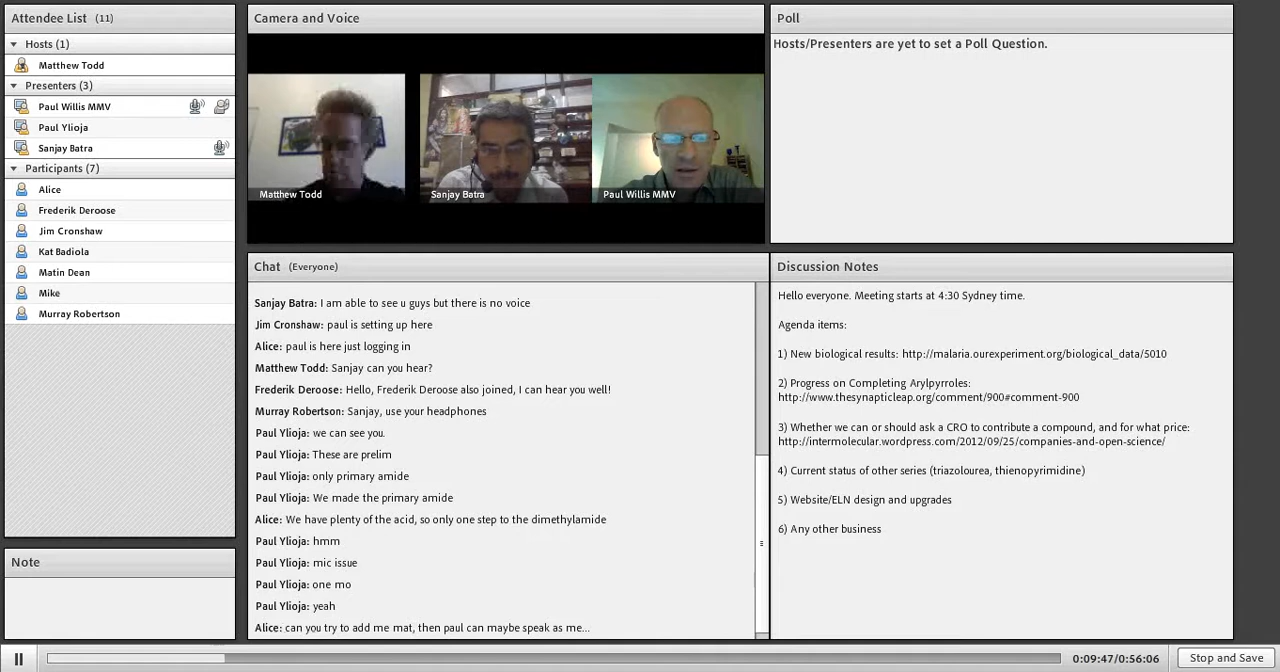 Attendee List (11)
Hosts (1)
Matthew Todd
Presenters (3)
Paul Willis MMV
Paul Ylioja
Sanjay Batra
Participants (7)
Alice
Frederik Deroose
Jim Cronshaw
Kat Badiola
Matin Dean
Mike
Murray Robertson
Note
Camera and Voice
Matthew Todd
Sanjay Batra
Paul Willis MMV
Poll
Hosts/Presenters are yet to set a Poll Question.
Chat (Everyone)
Sanjay Batra: I am able to see u guys but there is no voice
Jim Cronshaw: paul is setting up here
Alice: paul is here just logging in
Matthew Todd: Sanjay can you hear?
Frederik Deroose: Hello, Frederik Deroose also joined, I can hear you well!
Murray Robertson: Sanjay, use your headphones
Paul Ylioja: we can see you.
Paul Ylioja: These are prelim
Paul Ylioja: only primary amide
Paul Ylioja: We made the primary amide
Alice: We have plenty of the acid, so only one step to the dimethylamide
Paul Ylioja: hmm
Paul Ylioja: mic issue
Paul Ylioja: one mo
Paul Ylioja: yeah
Alice: can you try to add me mat, then paul can maybe speak as me...
Discussion Notes
Hello everyone. Meeting starts at 4:30 Sydney time.
Agenda items:
1) New biological results: http://malaria.ourexperiment.org/biological_data/5010
2) Progress on Completing Arylpyrroles:
http://www.thesynapticleap.org/comment/900#comment-900
3) Whether we can or should ask a CRO to contribute a compound, and for what price:
http://intermolecular.wordpress.com/2012/09/25/companies-and-open-science/
4) Current status of other series (triazolourea, thienopyrimidine)
5) Website/ELN design and upgrades
6) Any other business
0:09:47/0:56:06
Stop and Save